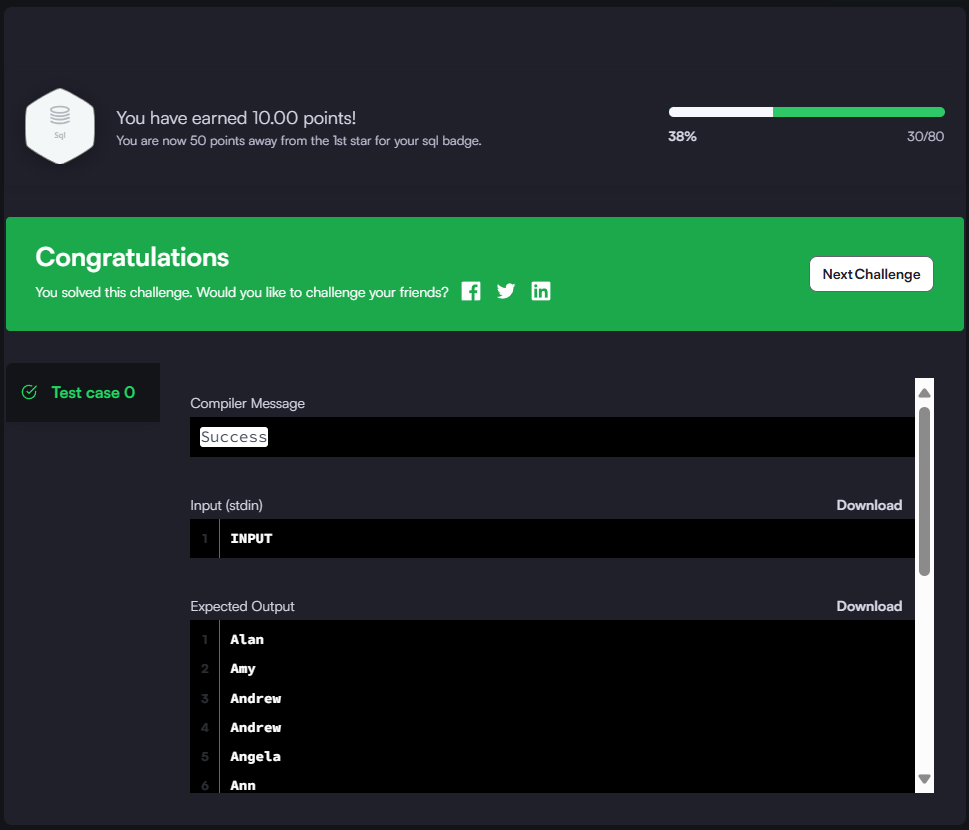 Sql
You have earned 10.00 points!
You are now 50 points away from the 1st star for your sql badge.
38%
30/80
Congratulations
You solved this challenge. Would you like to challenge your friends?
Next Challenge
Test case 0
Compiler Message
Success
Input (stdin)
Download
1 INPUT
Expected Output
Download
1 Alan
2 Amy
3 Andrew
4 Andrew
5 Angela
6 Ann